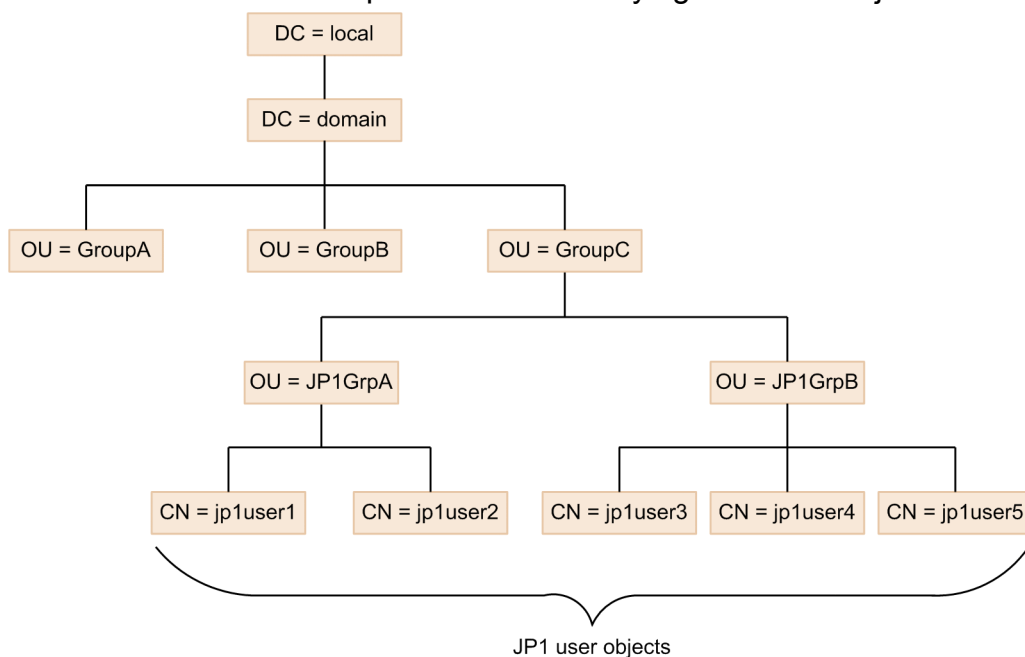 DC = local
DC = domain
OU = GroupA
OU = GroupB
OU = GroupC
OU = JP1GrpA
OU = JP1GrpB
CN = jp1user1
CN = jp1user2
CN = jp1user3
CN = jp1user4
CN = jp1user5
JP1 user objects